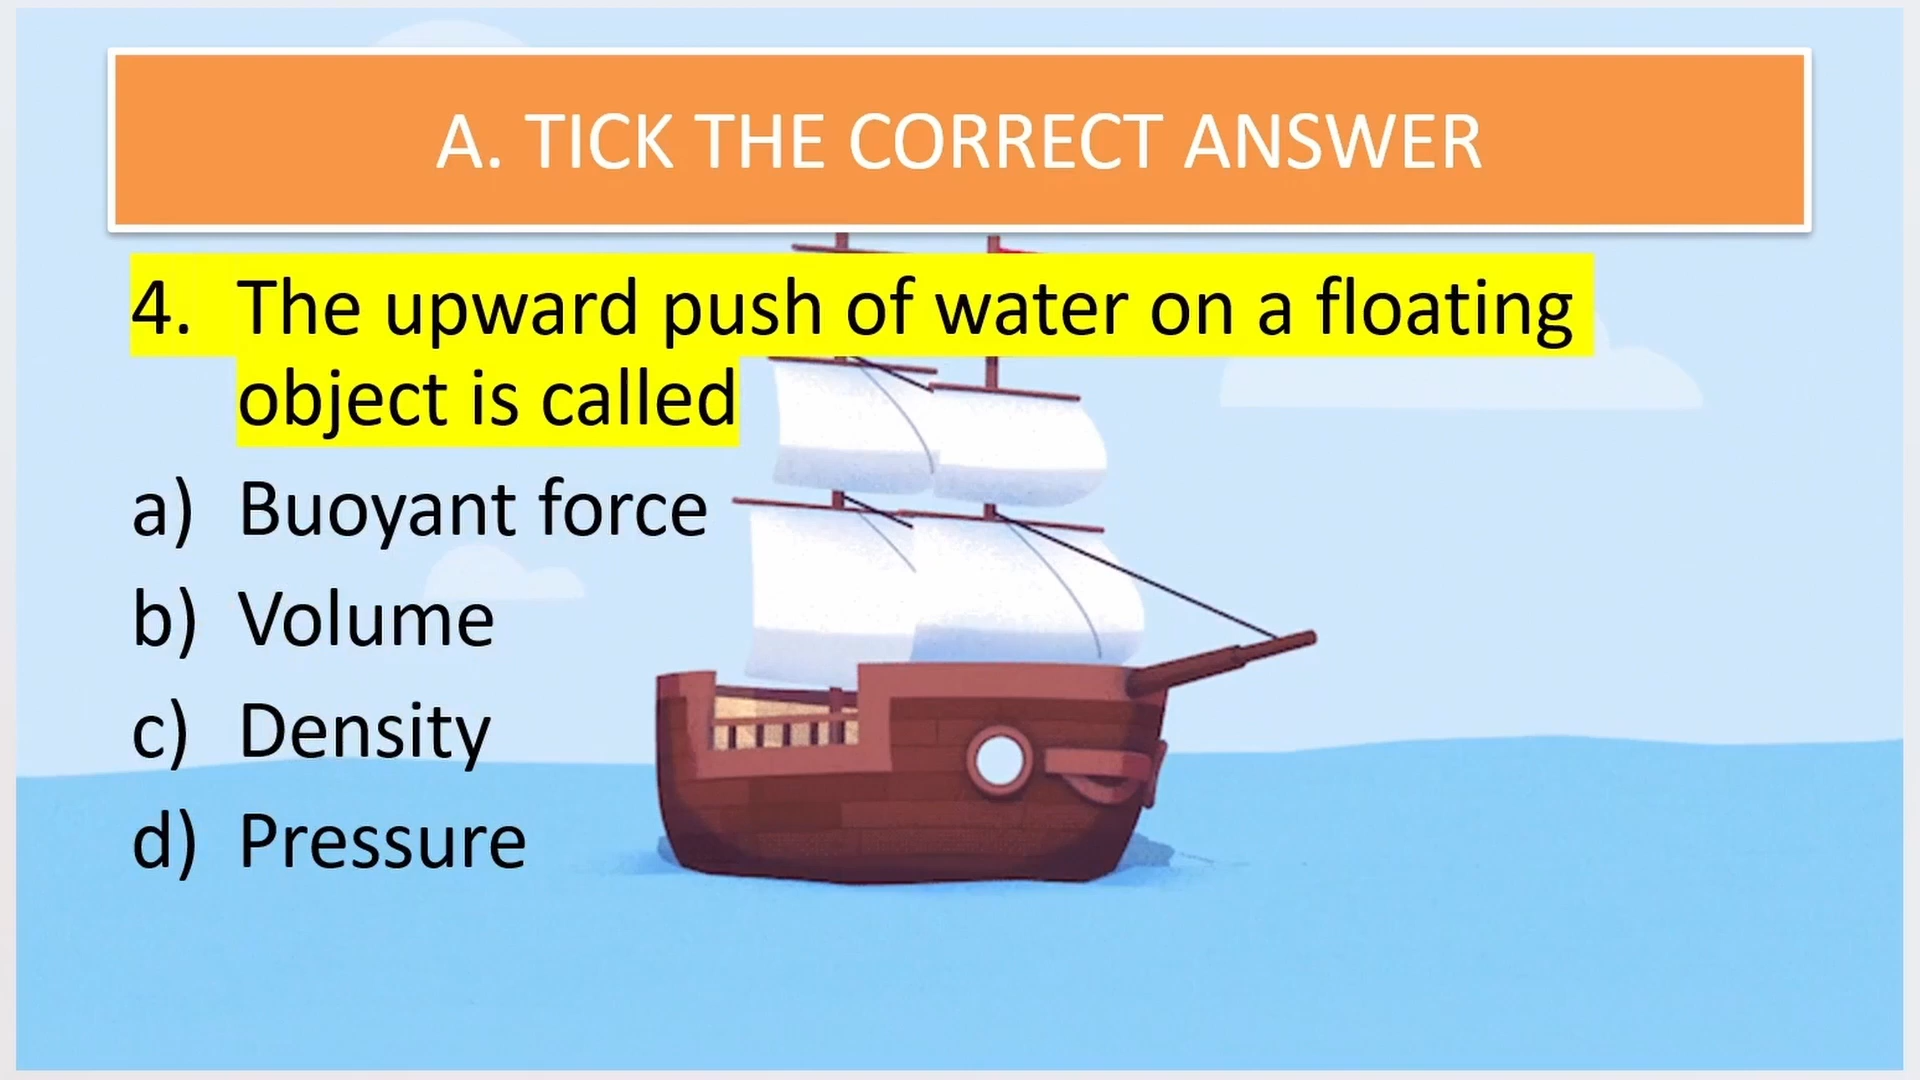 A. TICK THE CORRECT ANSWER
4. The upward push of water on a floating
object is called
a) Buoyant force
b) Volume
c) Density
d) Pressure